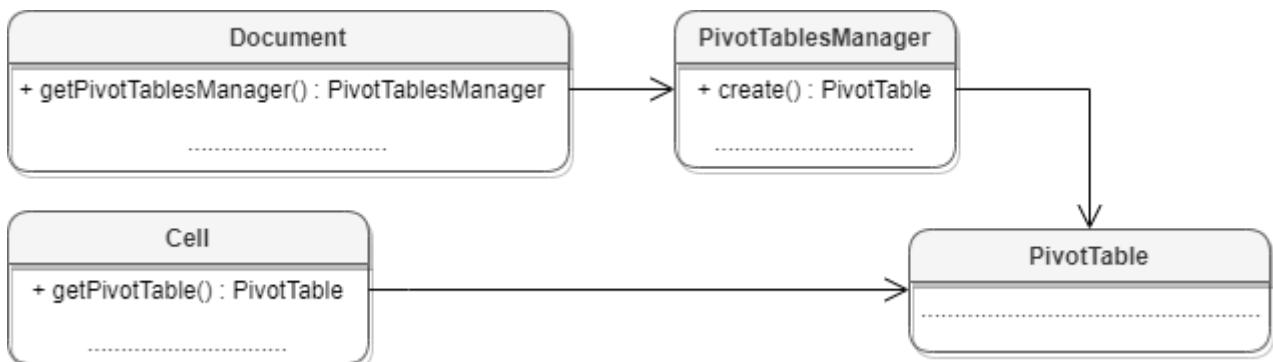 Document
+ getPivotTablesManager() : PivotTablesManager
..............................
PivotTablesManager
+ create() : PivotTable
..............................
Cell
+ getPivotTable() : PivotTable
..............................
PivotTable
...................................................